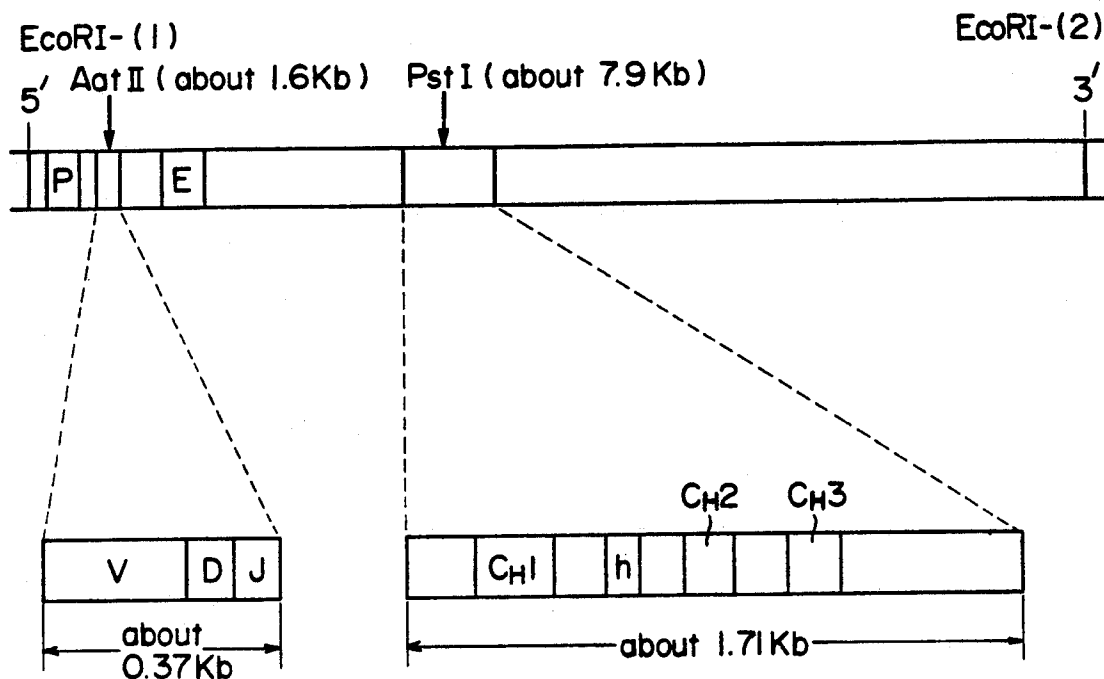 EcoRI-(1)
EcoRI-(2)
5′ AatII (about 1.6Kb) PstI (about 7.9Kb) 3′
P E
CH2 CH3
V D J CH1 h
about
0.37Kb
about 1.71Kb